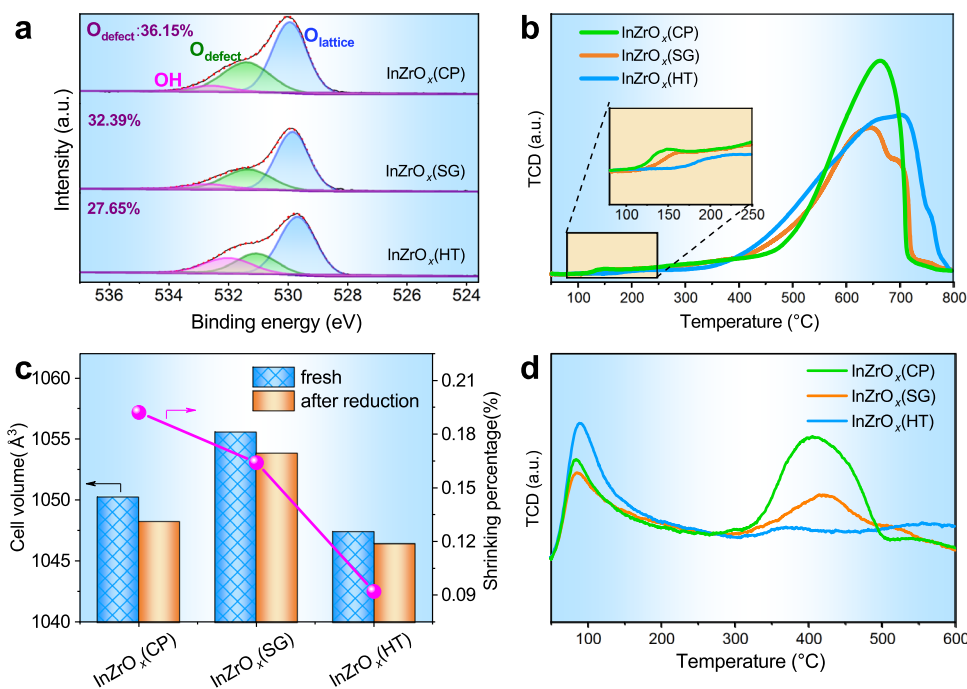 a
O_defect:36.15%
O_lattice
O_defect
OH
InZrO_x(CP)
32.39%
InZrO_x(SG)
27.65%
InZrO_x(HT)
Intensity (a.u.)
536 534 532 530 528 526 524
Binding energy (eV)
b
InZrO_x(CP)
InZrO_x(SG)
InZrO_x(HT)
TCD (a.u.)
100 150 200 250
100 200 300 400 500 600 700 800
Temperature (°C)
c
1060
1055
1050
1045
1040
Cell volume( Å³)
fresh
after reduction
0.21
0.18
0.15
0.12
0.09
Shrinking percentage(%)
InZrO_x(CP)
InZrO_x(SG)
InZrO_x(HT)
d
InZrO_x(CP)
InZrO_x(SG)
InZrO_x(HT)
TCD (a.u.)
100 200 300 400 500 600
Temperature (°C)